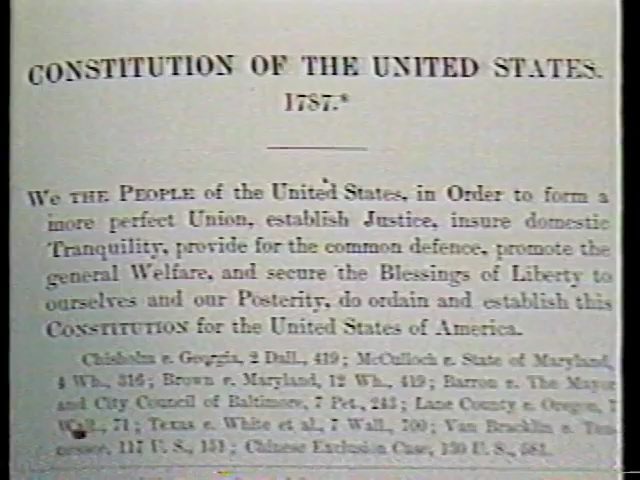 CONSTITUTION OF THE UNITED STATES.
1787.*
WE THE PEOPLE of the United States, in Order to form a
more perfect Union, establish Justice, insure domestic
Tranquility, provide for the common defence, promote the
general Welfare, and secure the Blessings of Liberty to
ourselves and our Posterity, do ordain and establish this
CONSTITUTION for the United States of America.
Chisholm v. Georgia, 2 Dall., 419; McCulloch v. State of Maryland,
4 Wh., 316; Brown v. Maryland, 12 Wh., 419; Barron v. The Mayor
and City Council of Baltimore, 7 Pet., 243; Lane County v. Oregon, 7
Wall., 71; Texas v. White et al., 7 Wall., 700; Van Brocklin v.
117 U. S., 151; Chinese Exclusion Case, 130 U. S., 581.